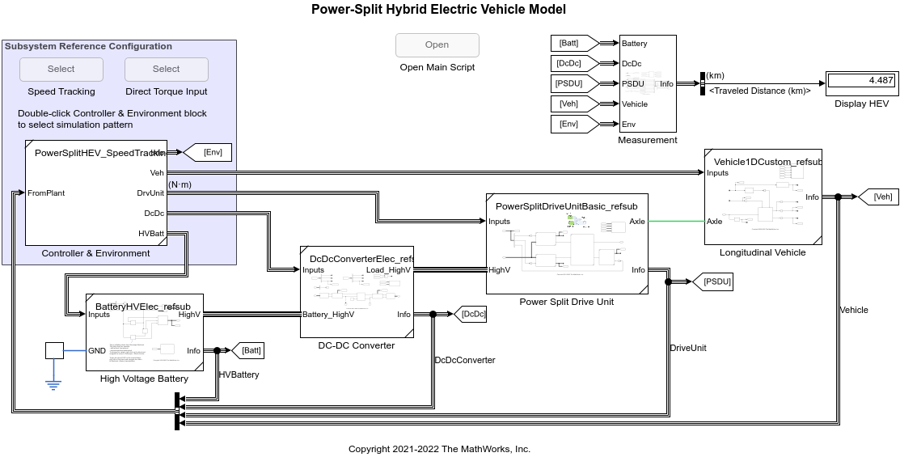 Power-Split Hybrid Electric Vehicle Model
Subsystem Reference Configuration
Select
Select
Speed Tracking
Direct Torque Input
Double-click Controller & Environment block
to select simulation pattern
Open
Open Main Script
[Batt]
[DcDc]
[PSDU]
[Veh]
[Env]
Battery
DcDc
PSDU
Vehicle
Env
Info
Measurement
(km)
<Traveled Distance (km)>
4.487
Display HEV
PowerSplitHEV_SpeedTrackin
FromPlant
Veh
DrvUnit
DcDc
HVBatt
Controller & Environment
[Env]
(N·m)
Vehicle1DCustom_refsub
Inputs
Axle
Info
Longitudinal Vehicle
[Veh]
PowerSplitDriveUnitBasic_refsub
Inputs
HighV
Axle
Info
Power Split Drive Unit
[PSDU]
DcDcConverterElec_refs
Inputs
Load_HighV
Battery_HighV
Info
DC-DC Converter
[DcDc]
BatteryHVElec_refsub
Inputs
HighV
GND
Info
High Voltage Battery
[Batt]
HVBattery
DcDcConverter
DriveUnit
Vehicle
Copyright 2021-2022 The MathWorks, Inc.